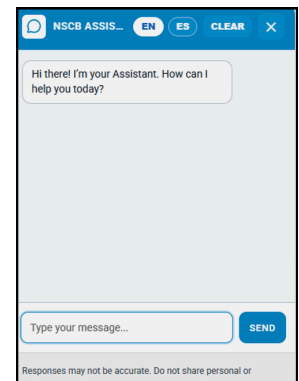 NSCB ASSIS... EN ES CLEAR X
Hi there! I'm your Assistant. How can I
help you today?
Type your message...
SEND
Responses may not be accurate. Do not share personal or